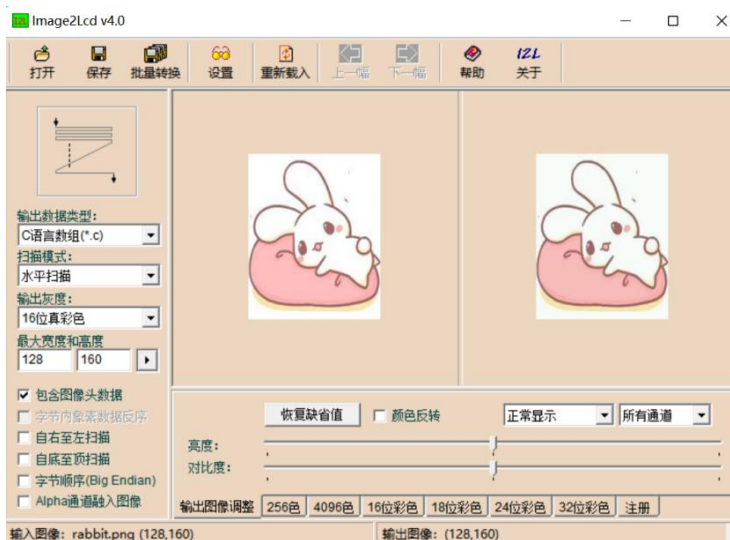 Image2Lcd v4.0
打开 保存 批量转换 设置 重新载入 上一幅 下一幅 帮助 I2L 关于
输出数据类型:
C语言数组(*.c)
扫描模式:
水平扫描
输出灰度:
16位真彩色
最大宽度和高度
128 160
包含图像头数据
字节内象素数据反序
自右至左扫描
自底至顶扫描
字节顺序(Big Endian)
Alpha通道融入图像
恢复缺省值 颜色反转 正常显示 所有通道
亮度:
对比度:
输出图像调整 256色 4096色 16位彩色 18位彩色 24位彩色 32位彩色 注册
输入图像: rabbit.png (128,160) 输出图像: (128,160)